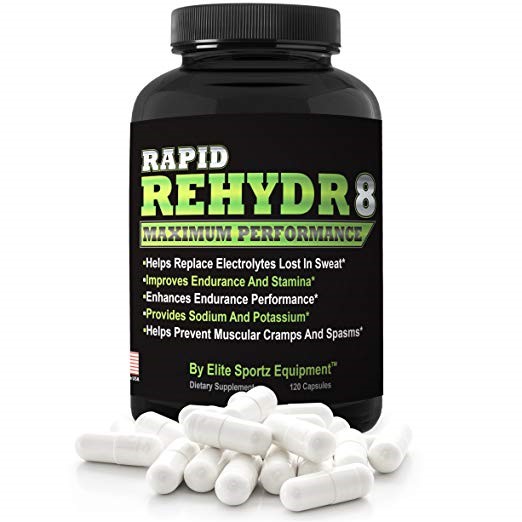 RAPID
REHYDR8
MAXIMUM PERFORMANCE
•Helps Replace Electrolytes Lost In Sweat*
•Improves Endurance And Stamina*
•Enhances Endurance Performance*
•Provides Sodium And Potassium*
•Helps Prevent Muscular Cramps And Spasms*
By Elite Sportz Equipment™
Dietary Supplement 120 Capsules
USA